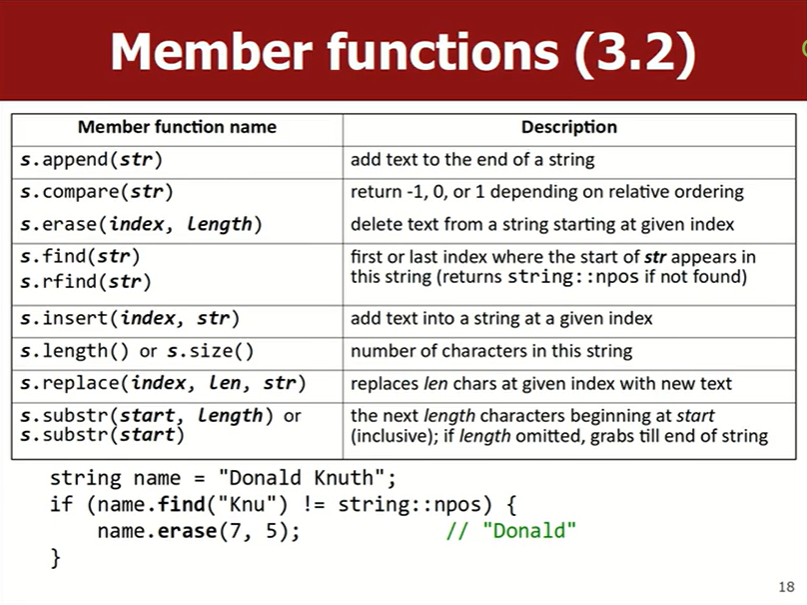 Member functions (3.2)
Member function name Description
s.append(str) add text to the end of a string
s.compare(str) return -1, 0, or 1 depending on relative ordering
s.erase(index, length) delete text from a string starting at given index
s.find(str) first or last index where the start of str appears in
s.rfind(str) this string (returns string::npos if not found)
s.insert(index, str) add text into a string at a given index
s.length() or s.size() number of characters in this string
s.replace(index, len, str) replaces len chars at given index with new text
s.substr(start, length) or the next length characters beginning at start
s.substr(start) (inclusive); if length omitted, grabs till end of string
string name = "Donald Knuth";
if (name.find("Knu") != string::npos) {
name.erase(7, 5); // "Donald"
}
18